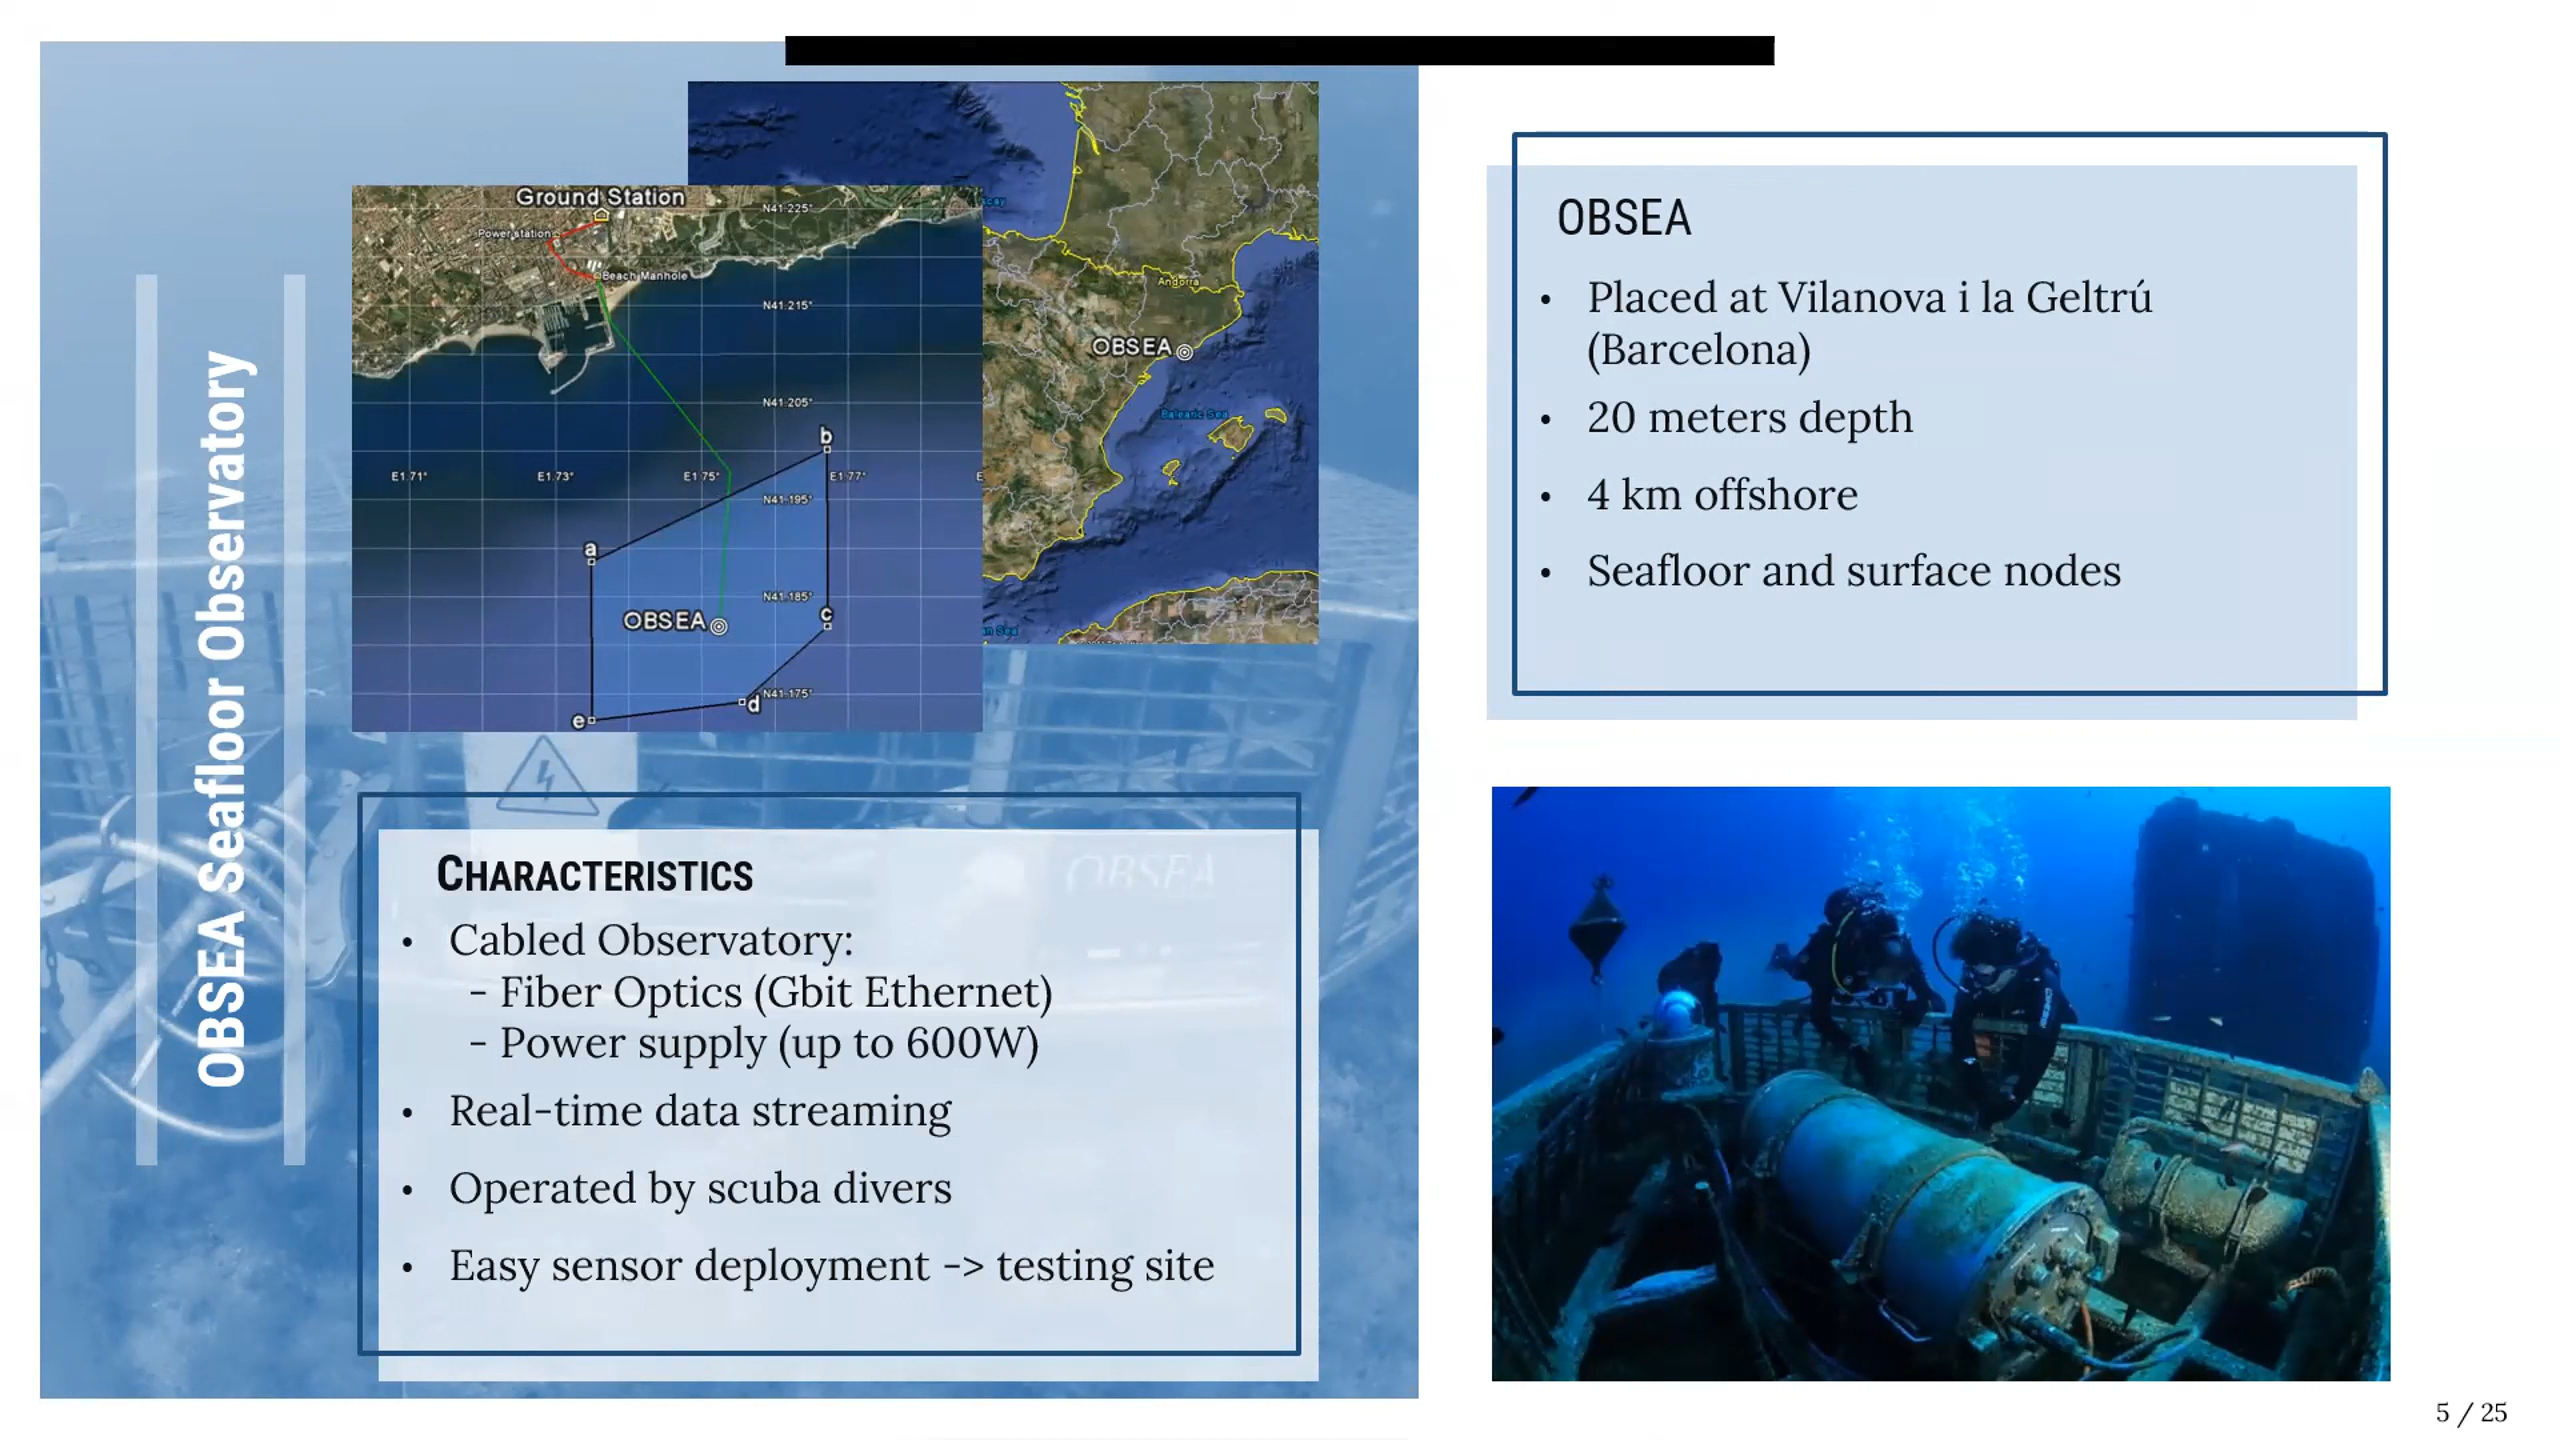 OBSEA Seafloor Observatory
Ground Station
Power station
Beach Manhole
N41.225°
N41.215°
N41.205°
E1.71°
E1.73°
E1.75°
E1.77°
N41.195°
N41.185°
N41.175°
a
b
c
d
e
OBSEA
Andorra
OBSEA
Balearic Sea
OBSEA
• Placed at Vilanova i la Geltrú
(Barcelona)
• 20 meters depth
• 4 km offshore
• Seafloor and surface nodes
CHARACTERISTICS
• Cabled Observatory:
- Fiber Optics (Gbit Ethernet)
- Power supply (up to 600W)
• Real-time data streaming
• Operated by scuba divers
• Easy sensor deployment -> testing site
OBSEA
5 / 25